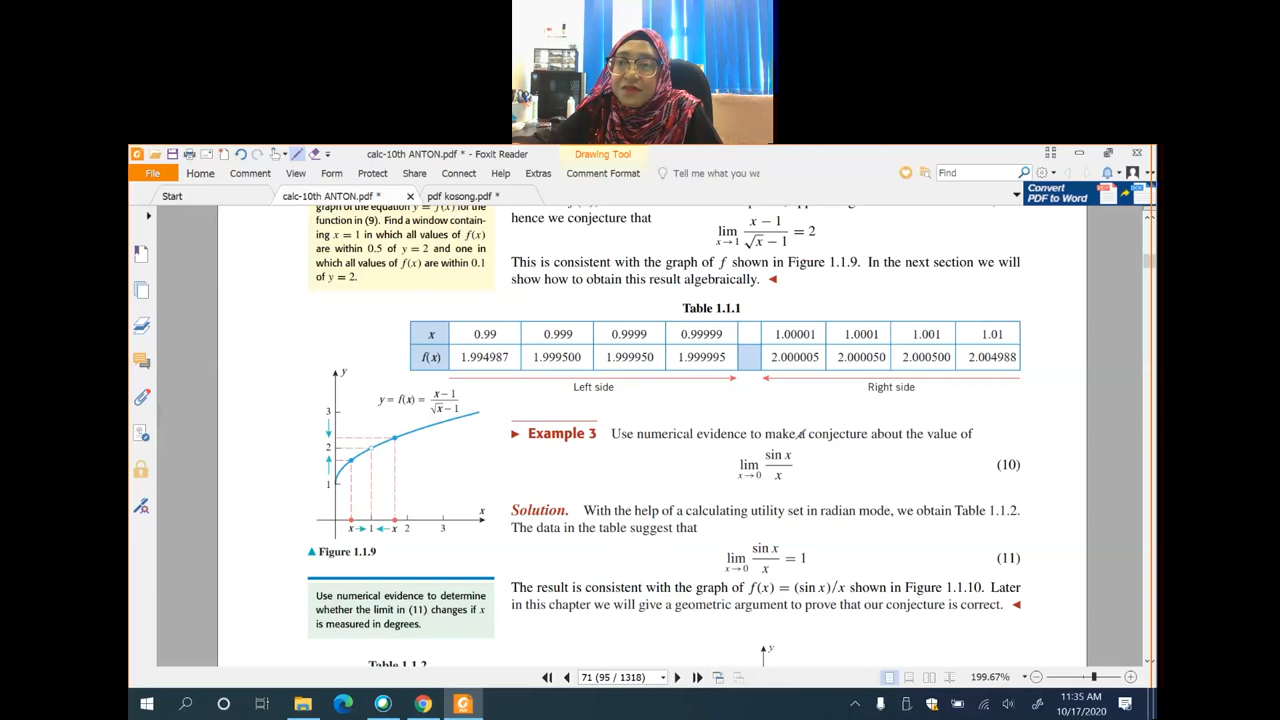 calc-10th ANTON.pdf * - Foxit Reader
Drawing Tool
File Home Comment View Form Protect Share Connect Help Extras Comment Format Tell me what you wa Find
Start calc-10th ANTON.pdf * pdf kosong.pdf *
Convert
PDF to Word
graph of the equation y = f(x) for the
function in (9). Find a window contain-
ing x = 1 in which all values of f(x)
are within 0.5 of y = 2 and one in
which all values of f(x) are within 0.1
of y = 2.
hence we conjecture that
lim x→1 (x − 1)/(√x − 1) = 2
This is consistent with the graph of f shown in Figure 1.1.9. In the next section we will
show how to obtain this result algebraically. ◄
Table 1.1.1
x 0.99 0.999 0.9999 0.99999 1.00001 1.0001 1.001 1.01
f(x) 1.994987 1.999500 1.999950 1.999995 2.000005 2.000050 2.000500 2.004988
Left side Right side
y
y = f(x) = (x−1)/(√x−1)
3
2
1
x
x 1 x 2 3
▲ Figure 1.1.9
► Example 3 Use numerical evidence to make a conjecture about the value of
lim x→0 sin x/x (10)
Solution. With the help of a calculating utility set in radian mode, we obtain Table 1.1.2.
The data in the table suggest that
lim x→0 sin x/x = 1 (11)
The result is consistent with the graph of f(x) = (sin x)/x shown in Figure 1.1.10. Later
in this chapter we will give a geometric argument to prove that our conjecture is correct. ◄
Use numerical evidence to determine
whether the limit in (11) changes if x
is measured in degrees.
Table 1.1.2
y
71 (95 / 1318)
199.67%
11:35 AM
10/17/2020